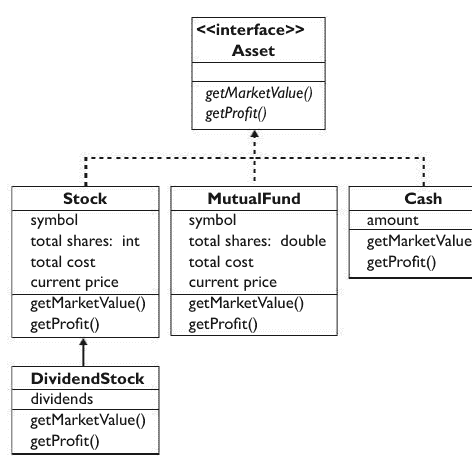 <<interface>>
Asset
getMarketValue()
getProfit()
Stock
symbol
total shares: int
total cost
current price
getMarketValue()
getProfit()
MutualFund
symbol
total shares: double
total cost
current price
getMarketValue()
getProfit()
Cash
amount
getMarketValue
getProfit()
DividendStock
dividends
getMarketValue()
getProfit()